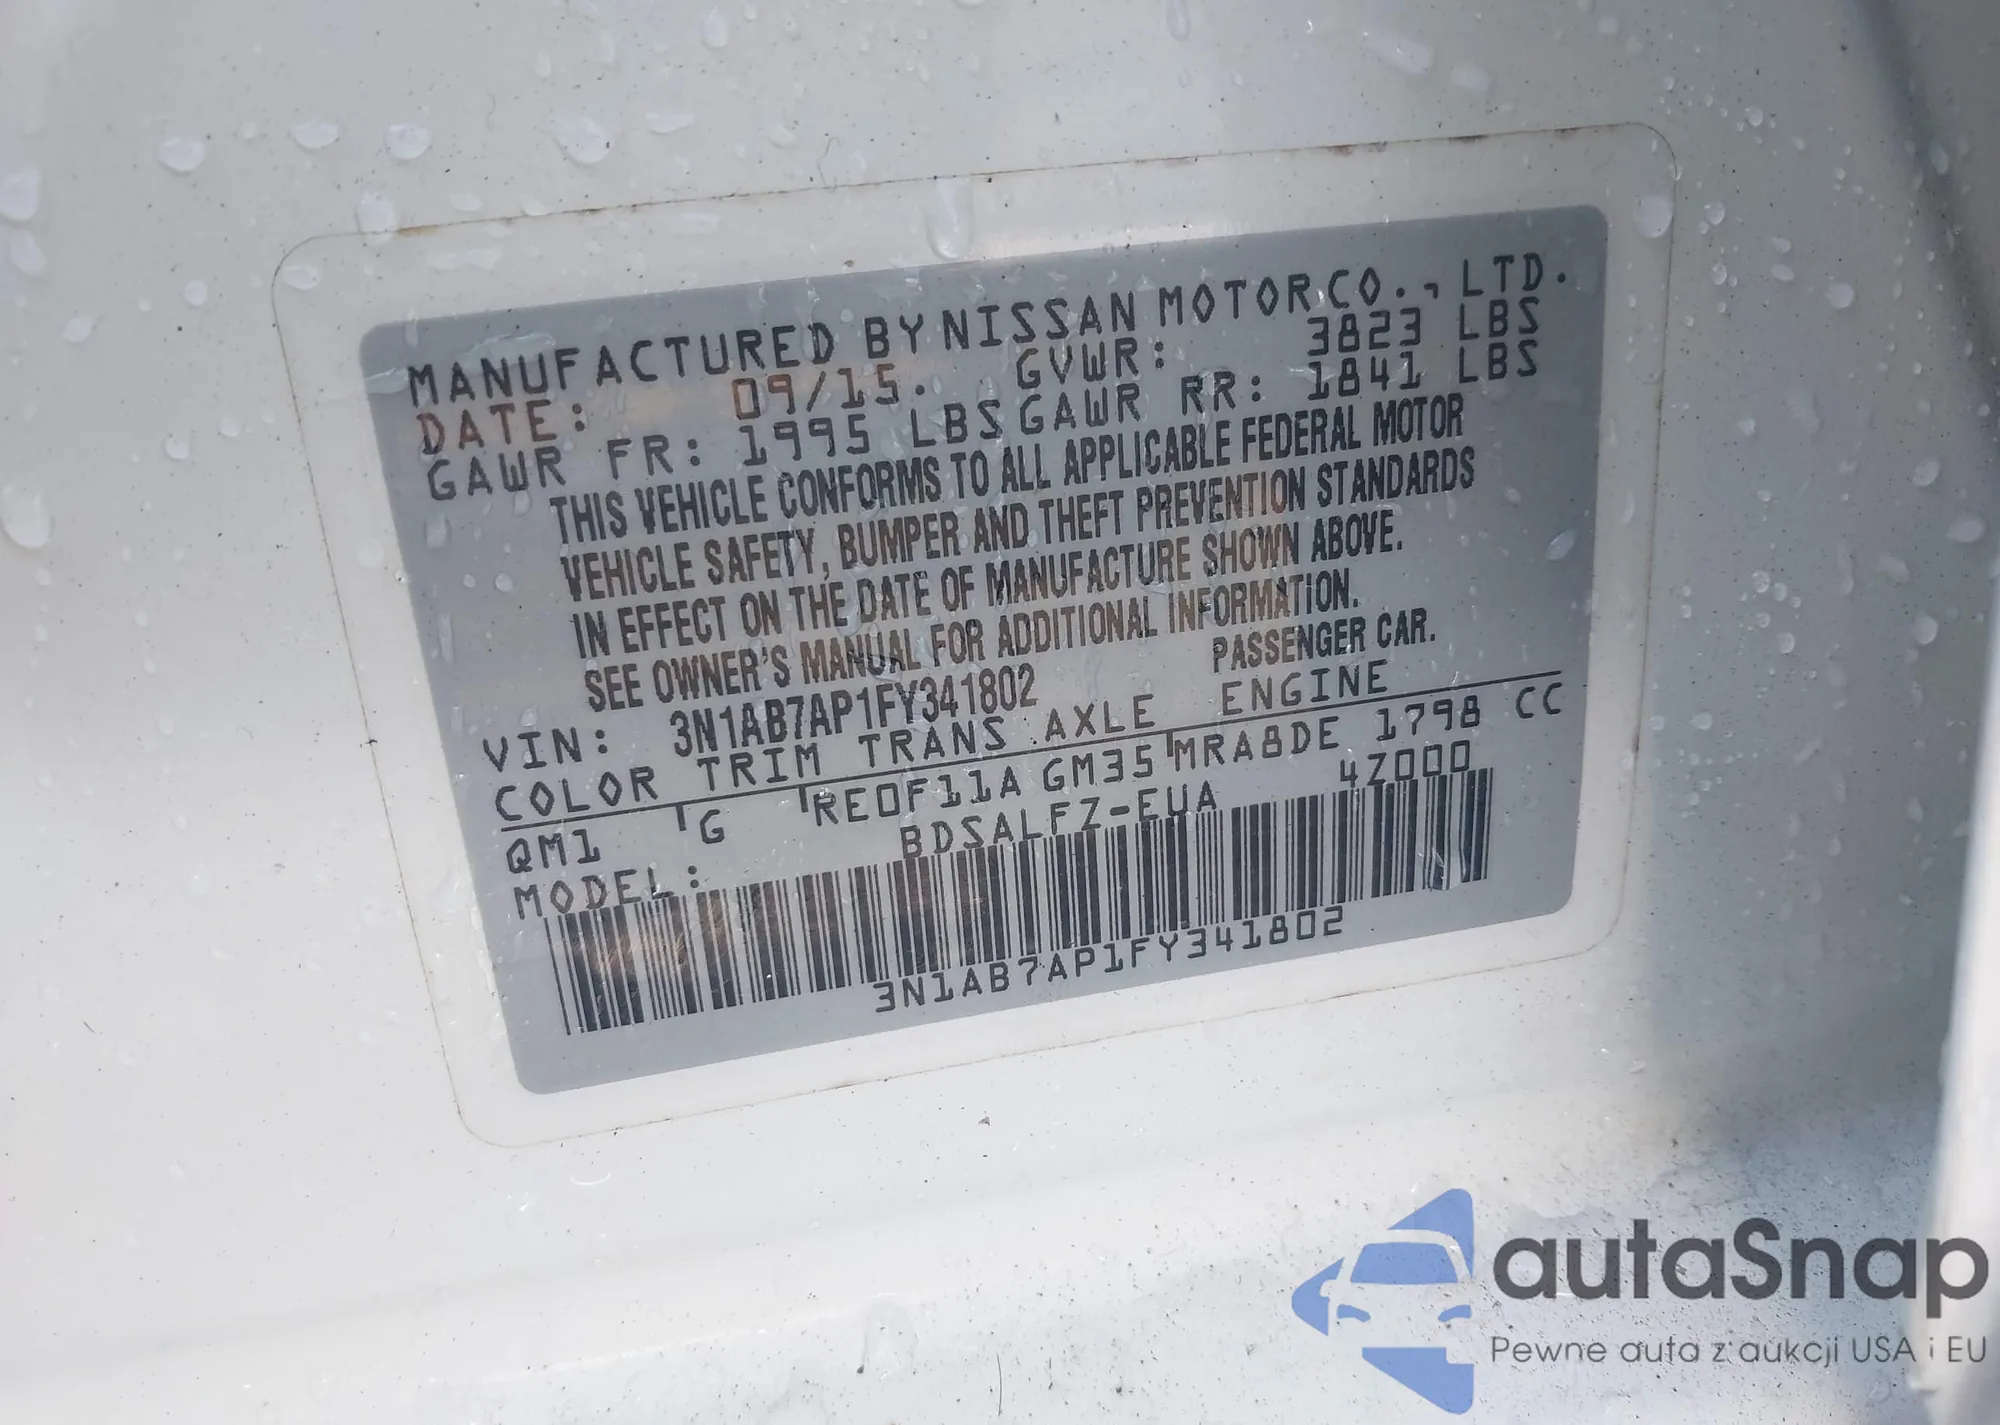 MANUFACTURED BY NISSAN MOTOR CO., LTD.
DATE: 09/15. GVWR: 3823 LBS
GAWR FR: 1995 LBS GAWR RR: 1841 LBS
THIS VEHICLE CONFORMS TO ALL APPLICABLE FEDERAL MOTOR
VEHICLE SAFETY, BUMPER AND THEFT PREVENTION STANDARDS
IN EFFECT ON THE DATE OF MANUFACTURE SHOWN ABOVE.
SEE OWNER'S MANUAL FOR ADDITIONAL INFORMATION.
VIN: 3N1AB7AP1FY341802 PASSENGER CAR.
COLOR TRIM TRANS AXLE ENGINE
QM1 G RE0F11A GM35 MRA8DE 1798 CC
MODEL: BDSALFZ-EUA 4Z000
3N1AB7AP1FY341802
autaSnap
Pewne auta z aukcji USA i EU